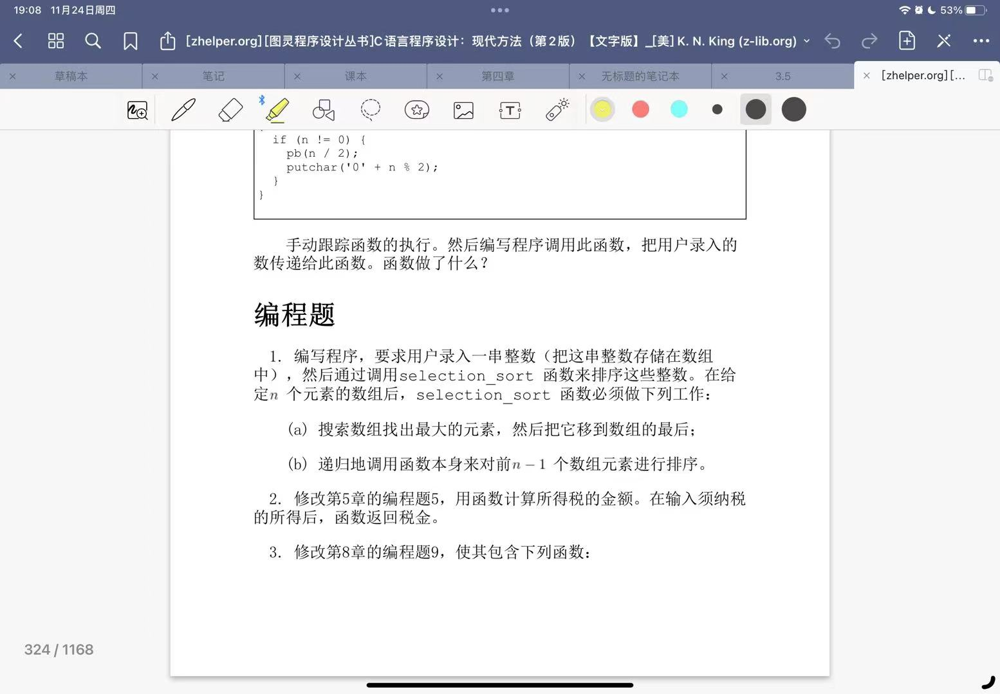 19:08 11月24日周四
53%
[zhelper.org][图灵程序设计丛书]C语言程序设计：现代方法（第2版）【文字版】_[美] K. N. King (z-lib.org)
草稿本
笔记
课本
第四章
无标题的笔记本
3.5
[zhelper.org] [...
if (n != 0) {
pb(n / 2);
putchar('0' + n % 2);
}
}
手动跟踪函数的执行。然后编写程序调用此函数，把用户录入的
数传递给此函数。函数做了什么？
编程题
1. 编写程序，要求用户录入一串整数（把这串整数存储在数组
中），然后通过调用selection_sort 函数来排序这些整数。在给
定n 个元素的数组后，selection_sort 函数必须做下列工作：
(a) 搜索数组找出最大的元素，然后把它移到数组的最后；
(b) 递归地调用函数本身来对前n − 1 个数组元素进行排序。
2. 修改第5章的编程题5，用函数计算所得税的金额。在输入须纳税
的所得后，函数返回税金。
3. 修改第8章的编程题9，使其包含下列函数：
324 / 1168